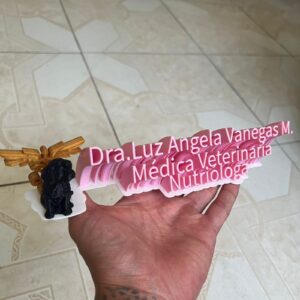 Dra.Luz Angela Vanegas M.
Médica Veterinaria
Nutrióloga